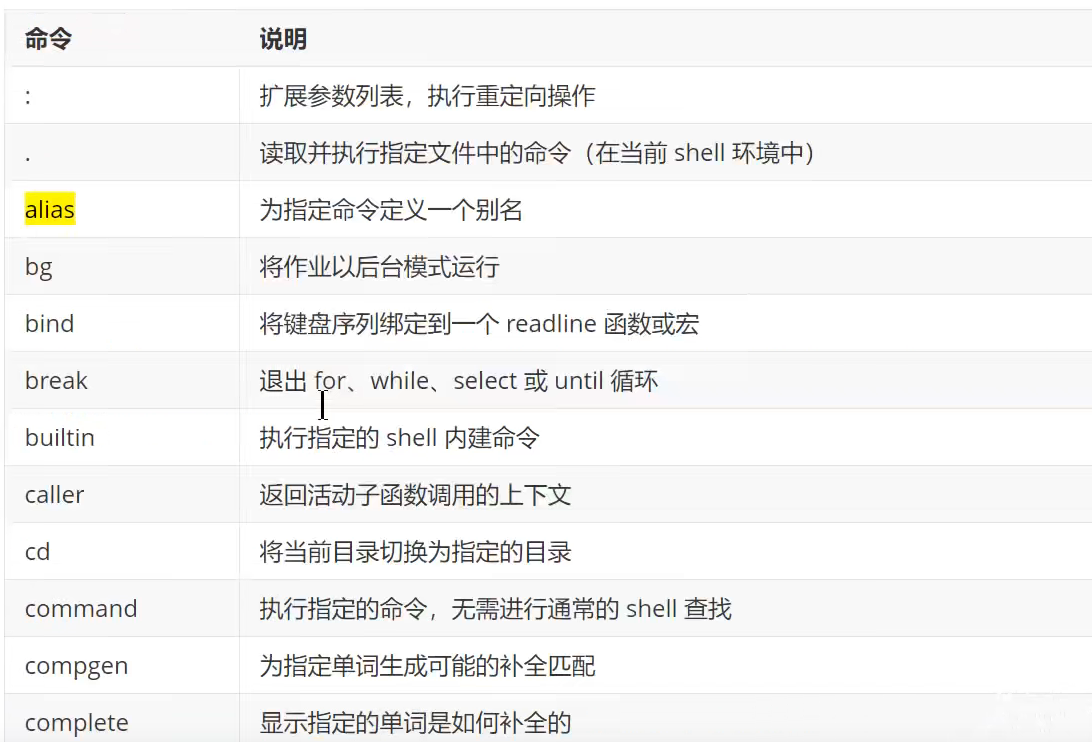 命令 说明
: 扩展参数列表，执行重定向操作
. 读取并执行指定文件中的命令（在当前 shell 环境中）
alias 为指定命令定义一个别名
bg 将作业以后台模式运行
bind 将键盘序列绑定到一个 readline 函数或宏
break 退出 for、while、select 或 until 循环
builtin 执行指定的 shell 内建命令
caller 返回活动子函数调用的上下文
cd 将当前目录切换为指定的目录
command 执行指定的命令，无需进行通常的 shell 查找
compgen 为指定单词生成可能的补全匹配
complete 显示指定的单词是如何补全的